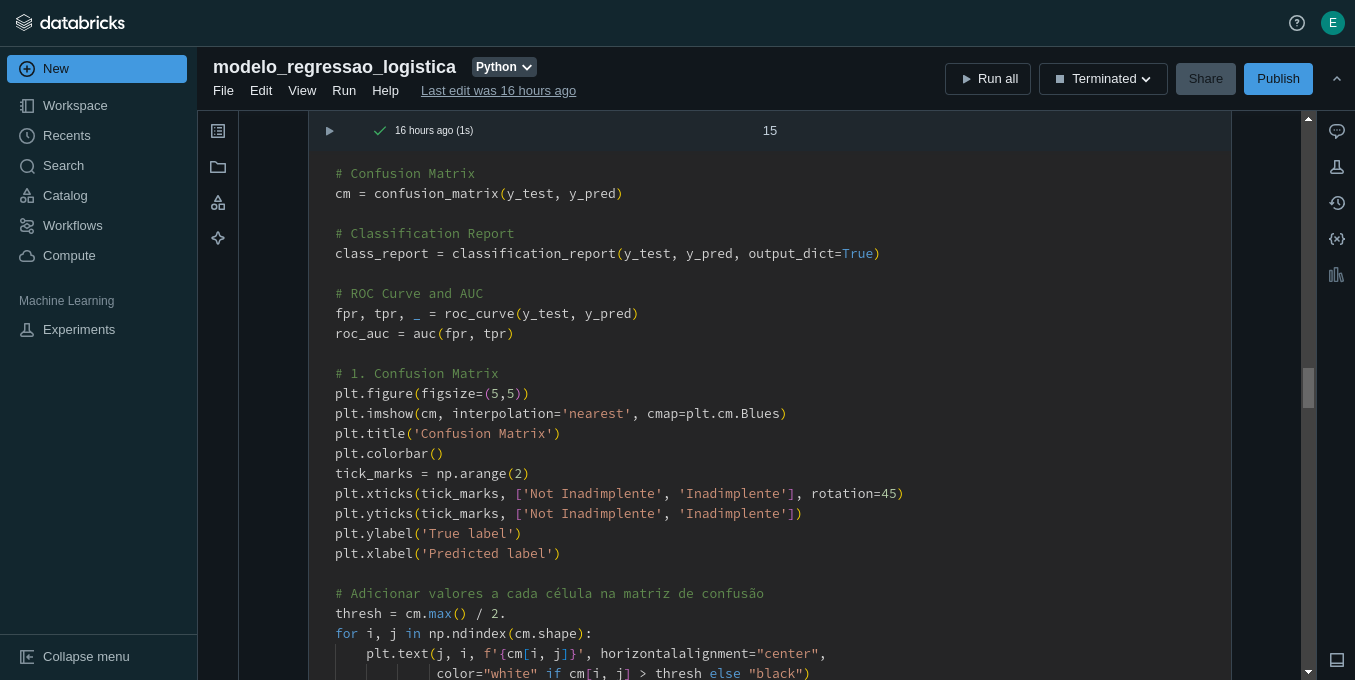 databricks
E
New
Workspace
Recents
Search
Catalog
Workflows
Compute
Machine Learning
Experiments
Collapse menu
modelo_regressao_logistica Python
File Edit View Run Help Last edit was 16 hours ago
Run all Terminated Share Publish
16 hours ago (1s) 15
# Confusion Matrix
cm = confusion_matrix(y_test, y_pred)
# Classification Report
class_report = classification_report(y_test, y_pred, output_dict=True)
# ROC Curve and AUC
fpr, tpr, _ = roc_curve(y_test, y_pred)
roc_auc = auc(fpr, tpr)
# 1. Confusion Matrix
plt.figure(figsize=(5,5))
plt.imshow(cm, interpolation='nearest', cmap=plt.cm.Blues)
plt.title('Confusion Matrix')
plt.colorbar()
tick_marks = np.arange(2)
plt.xticks(tick_marks, ['Not Inadimplente', 'Inadimplente'], rotation=45)
plt.yticks(tick_marks, ['Not Inadimplente', 'Inadimplente'])
plt.ylabel('True label')
plt.xlabel('Predicted label')
# Adicionar valores a cada célula na matriz de confusão
thresh = cm.max() / 2.
for i, j in np.ndindex(cm.shape):
plt.text(j, i, f'{cm[i, j]}', horizontalalignment="center",
color="white" if cm[i, j] > thresh else "black")